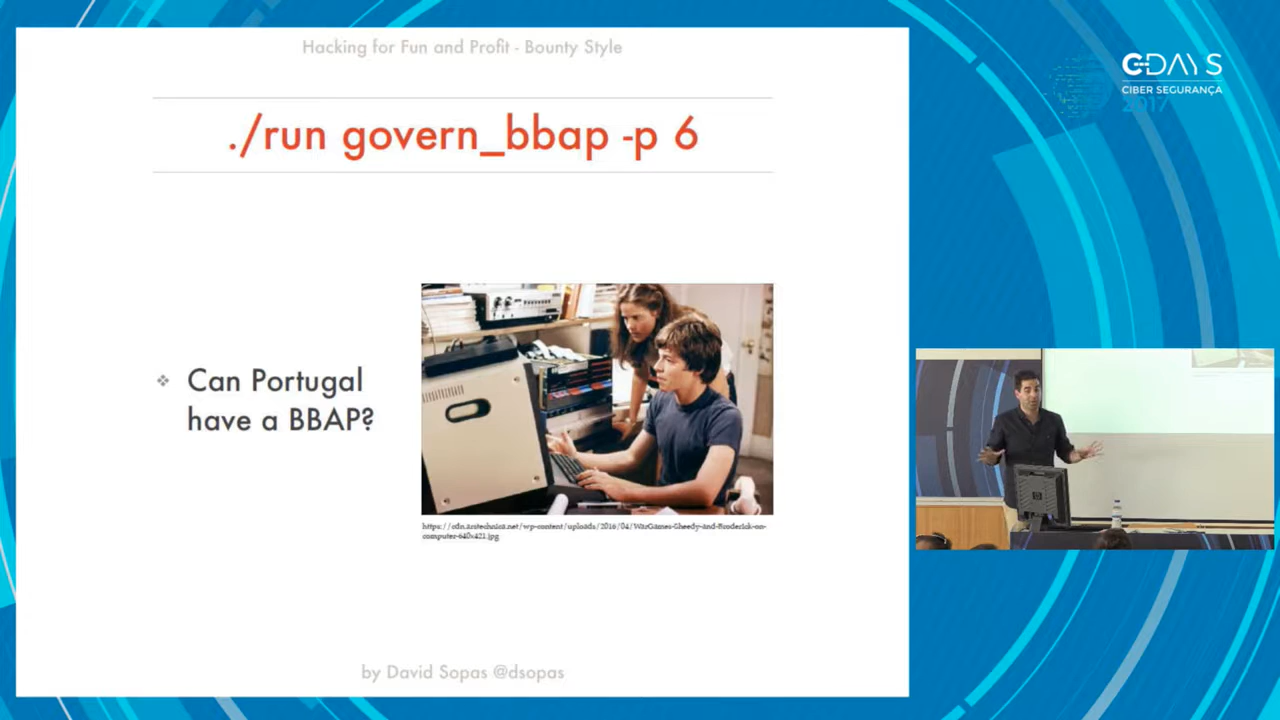 Hacking for Fun and Profit - Bounty Style
./run govern_bbap -p 6
❖ Can Portugal
have a BBAP?
https://cdn.arstechnica.net/wp-content/uploads/2016/04/WarGames-Sheedy-and-Broderick-on-
computer-640x421.jpg
by David Sopas @dsopas
C-DAYS
CIBER SEGURANÇA
2017